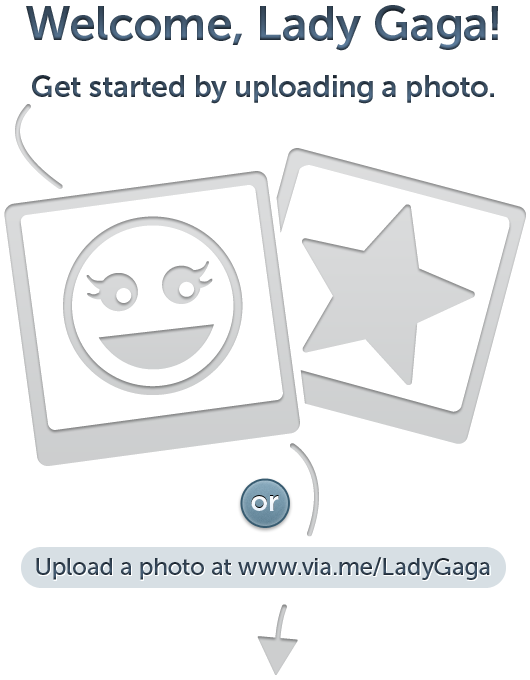 Welcome, Lady Gaga!
Get started by uploading a photo.
or
Upload a photo at www.via.me/LadyGaga